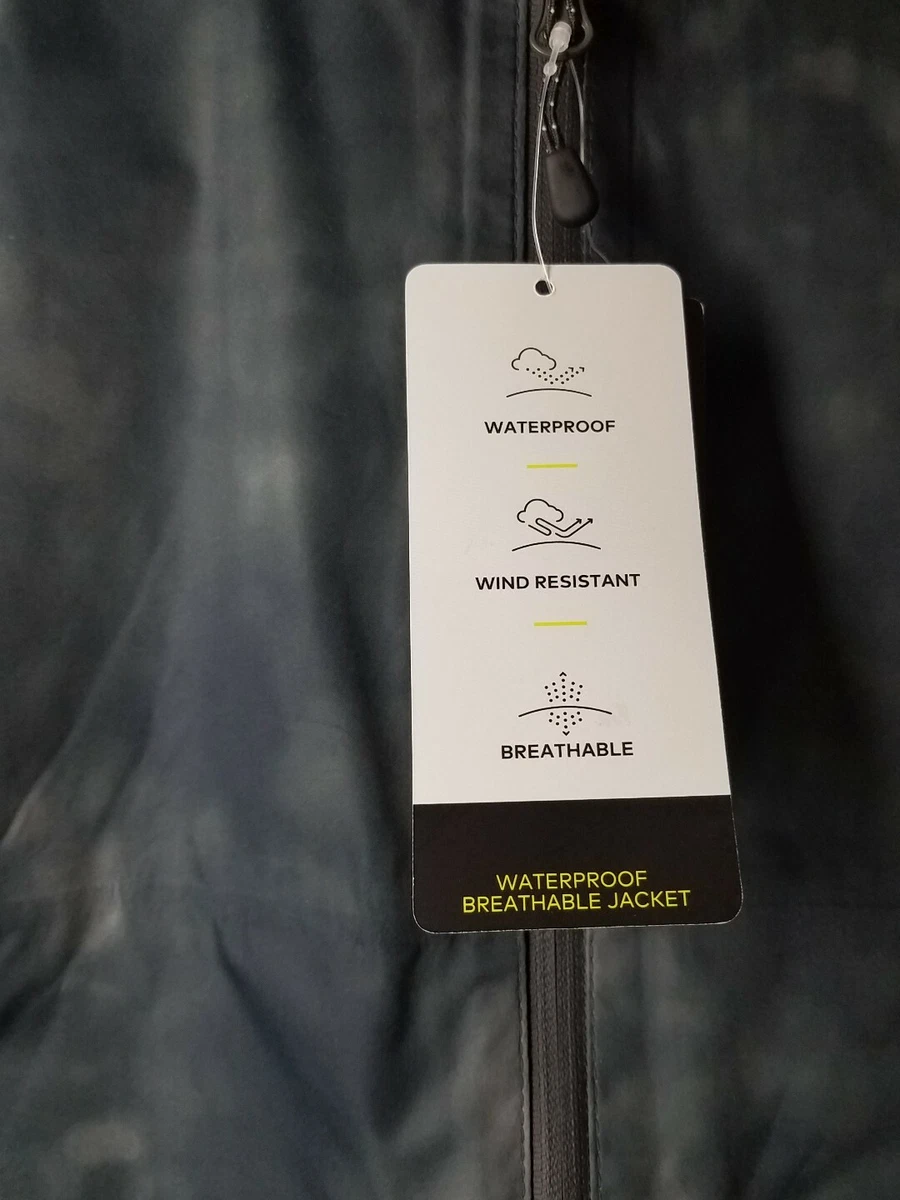 WATERPROOF
WIND RESISTANT
BREATHABLE
WATERPROOF
BREATHABLE JACKET